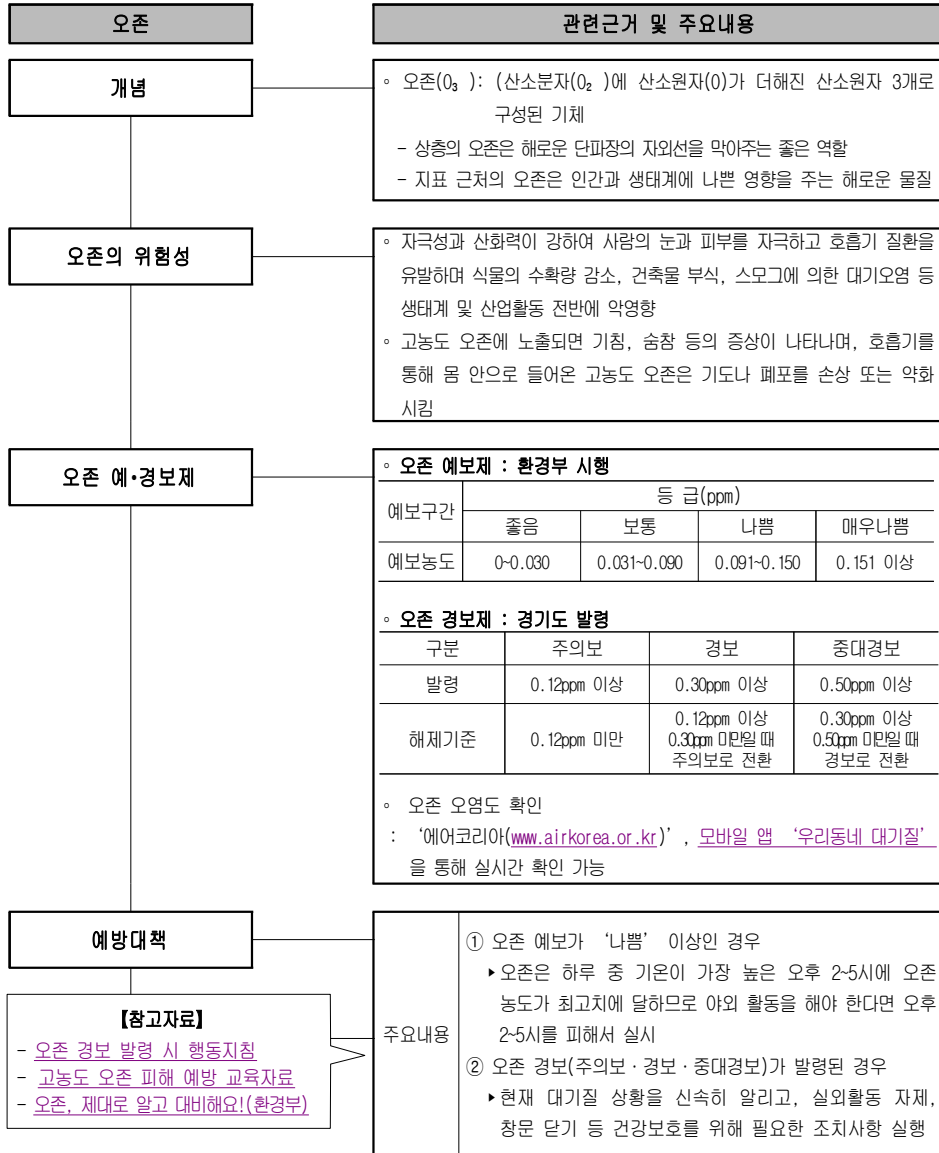 오존
관련근거 및 주요내용
개념
◦ 오존(O₃ ): (산소분자(O₂ )에 산소원자(O)가 더해진 산소원자 3개로
구성된 기체
- 상층의 오존은 해로운 단파장의 자외선을 막아주는 좋은 역할
- 지표 근처의 오존은 인간과 생태계에 나쁜 영향을 주는 해로운 물질
오존의 위험성
◦ 자극성과 산화력이 강하여 사람의 눈과 피부를 자극하고 호흡기 질환을
유발하며 식물의 수확량 감소, 건축물 부식, 스모그에 의한 대기오염 등
생태계 및 산업활동 전반에 악영향
◦ 고농도 오존에 노출되면 기침, 숨참 등의 증상이 나타나며, 호흡기를
통해 몸 안으로 들어온 고농도 오존은 기도나 폐포를 손상 또는 약화
시킴
오존 예•경보제
◦ 오존 예보제 : 환경부 시행
예보구간
등 급(ppm)
좋음 보통 나쁨 매우나쁨
예보농도 0~0.030 0.031~0.090 0.091~0.150 0.151 이상
◦ 오존 경보제 : 경기도 발령
구분 주의보 경보 중대경보
발령 0.12ppm 이상 0.30ppm 이상 0.50ppm 이상
해제기준 0.12ppm 미만
0.12ppm 이상
0.30ppm 미만일 때
주의보로 전환
0.30ppm 이상
0.50ppm 미만일 때
경보로 전환
◦ 오존 오염도 확인
: ‘에어코리아(www.airkorea.or.kr)’, 모바일 앱 ‘우리동네 대기질’
을 통해 실시간 확인 가능
예방대책
【참고자료】
- 오존 경보 발령 시 행동지침
- 고농도 오존 피해 예방 교육자료
- 오존, 제대로 알고 대비해요!(환경부)
주요내용
① 오존 예보가 ‘나쁨’ 이상인 경우
▸오존은 하루 중 기온이 가장 높은 오후 2~5시에 오존
농도가 최고치에 달하므로 야외 활동을 해야 한다면 오후
2~5시를 피해서 실시
② 오존 경보(주의보·경보·중대경보)가 발령된 경우
▸현재 대기질 상황을 신속히 알리고, 실외활동 자제,
창문 닫기 등 건강보호를 위해 필요한 조치사항 실행